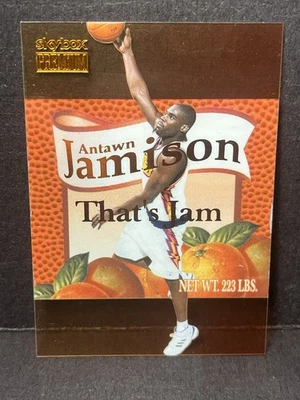 skybox
PREMIUM
Antawn
Jamison
That's Jam
NET WT. 223 LBS.